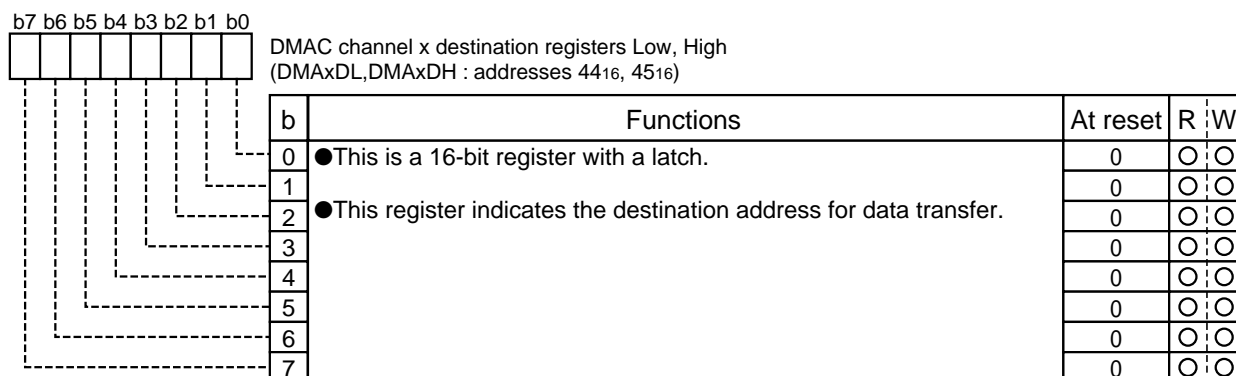 b7 b6 b5 b4 b3 b2 b1 b0
DMAC channel x destination registers Low, High
(DMAxDL,DMAxDH : addresses 4416, 4516)
b Functions At reset R W
0 ●This is a 16-bit register with a latch. 0 O O
1 0 O O
2 ●This register indicates the destination address for data transfer. 0 O O
3 0 O O
4 0 O O
5 0 O O
6 0 O O
7 0 O O